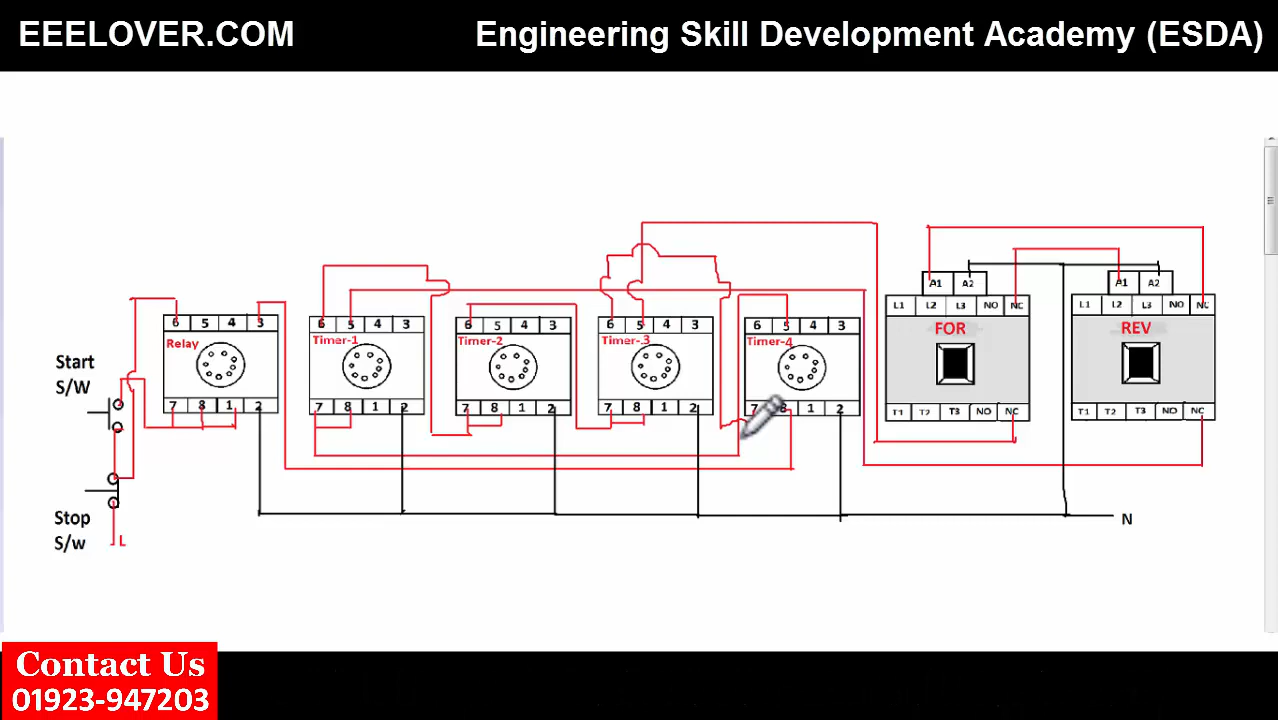 EEELOVER.COM
Engineering Skill Development Academy (ESDA)
A1 A2
A1 A2
L1 L2 L3 NO NC
L1 L2 L3 NO NC
6 5 4 3
6 5 4 3
6 5 4 3
6 5 4 3
6 5 4 3
Relay
Timer-1
Timer-2
Timer-.3
Timer-4
FOR
REV
Start
S/W
7 8 1 2
7 8 1 2
7 8 1 2
7 8 1 2
7 8 1 2
T1 T2 T3 NO NC
T1 T2 T3 NO NC
Stop
S/w
L
N
Contact Us
01923-947203